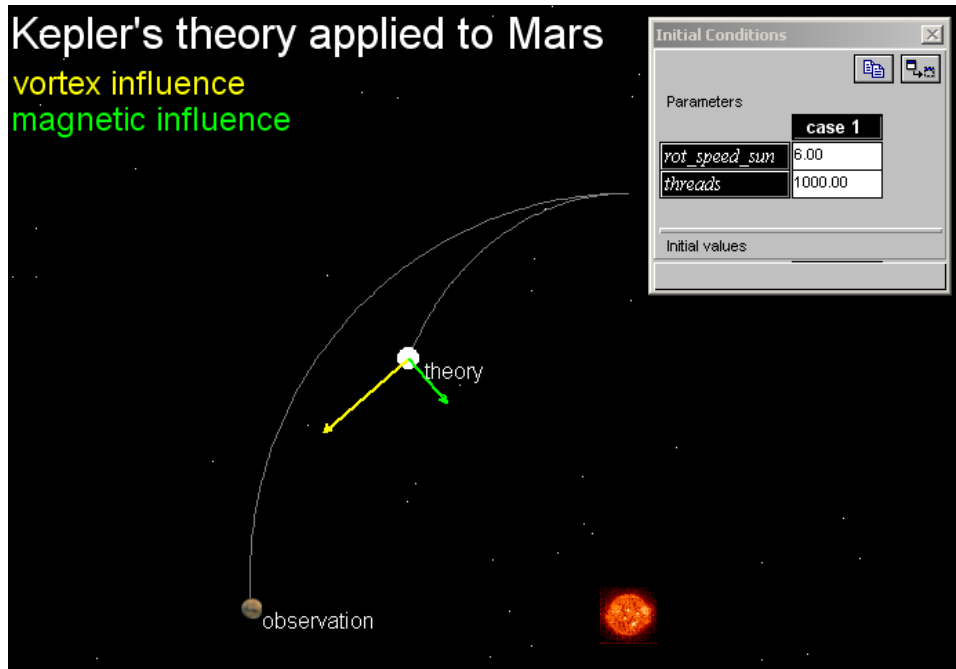 Kepler's theory applied to Mars
vortex influence
magnetic influence
Initial Conditions
Parameters
case 1
rot_speed_sun 6.00
threads 1000.00
Initial values
theory
observation